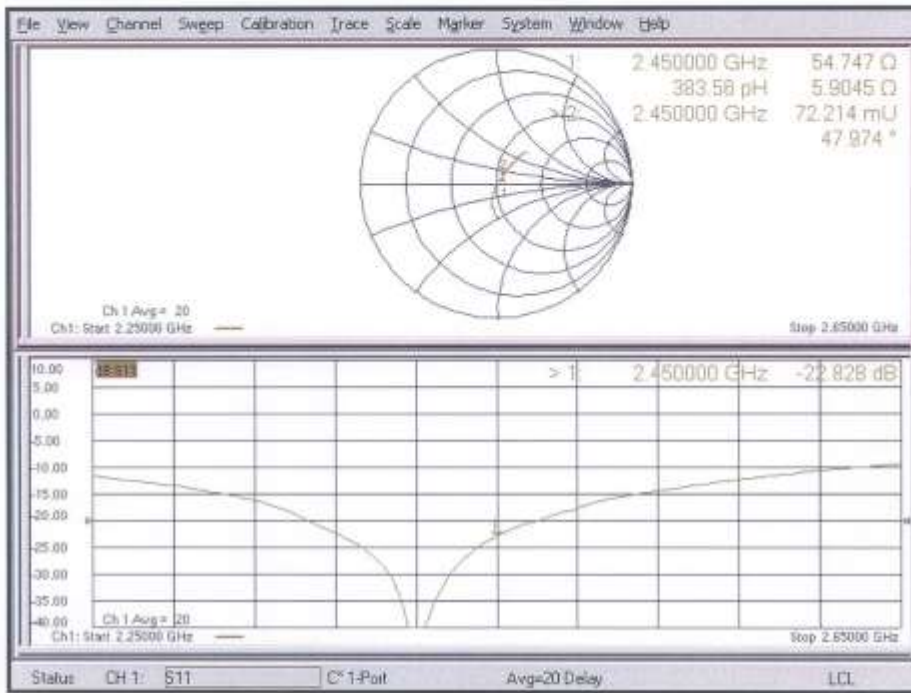 File View Channel Sweep Calibration Trace Scale Marker System Window Help
1: 2.450000 GHz 54.747 Ω
383.58 pH 5.9045 Ω
> 2: 2.450000 GHz 72.214 mU
47.974 °
Ch 1 Avg = 20
Ch1: Start 2.25000 GHz Stop 2.65000 GHz
10.00 > 1: 2.450000 GHz -22.828 dB
5.00
0.00
-5.00
-10.00
-15.00
-20.00
-25.00
-30.00
-35.00
-40.00
Ch 1 Avg = 20
Ch1: Start 2.25000 GHz Stop 2.65000 GHz
Status CH 1: S11 C* 1-Port Avg=20 Delay LCL